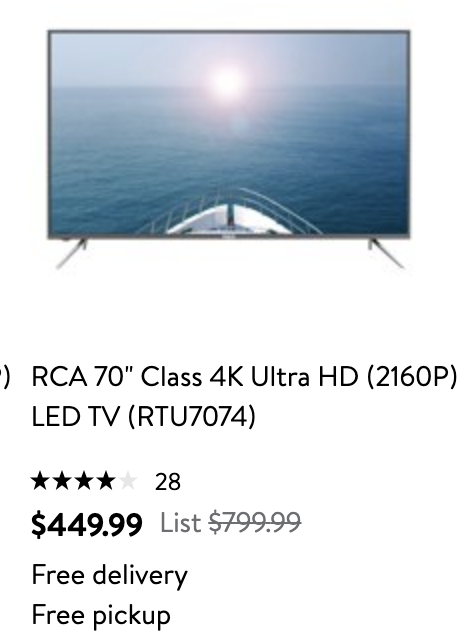 ) RCA 70" Class 4K Ultra HD (2160P)
LED TV (RTU7074)
28
$449.99 List $799.99
Free delivery
Free pickup